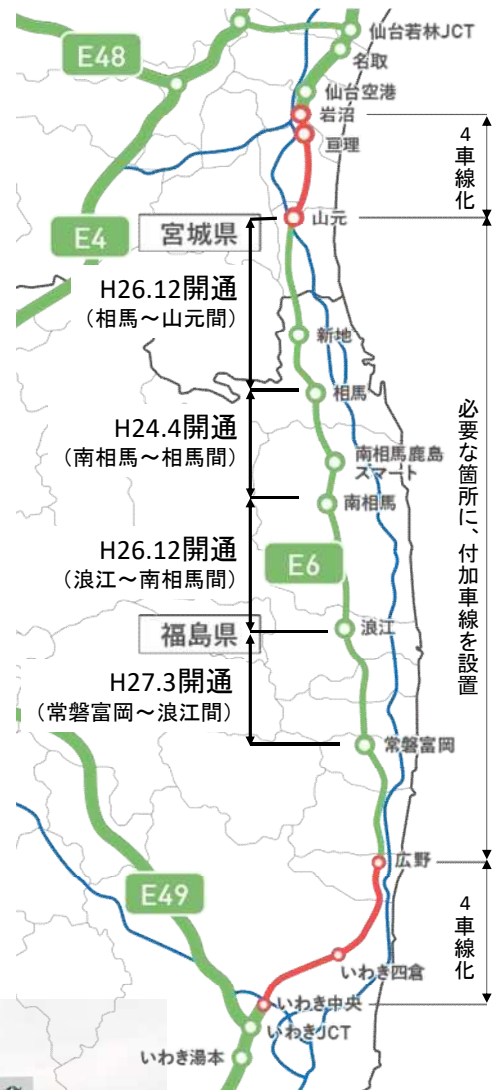 仙台若林JCT
E48
名取
仙台空港
岩沼
亘理
4車線化
山元
E4
宮城県
H26.12開通
（相馬～山元間）
新地
相馬
H24.4開通
（南相馬～相馬間）
南相馬鹿島
スマート
南相馬
必要な箇所に、付加車線を設置
H26.12開通
（浪江～南相馬間）
E6
福島県
浪江
H27.3開通
（常磐富岡～浪江間）
常磐富岡
広野
E49
4車線化
いわき四倉
いわき中央
いわきJCT
いわき湯本